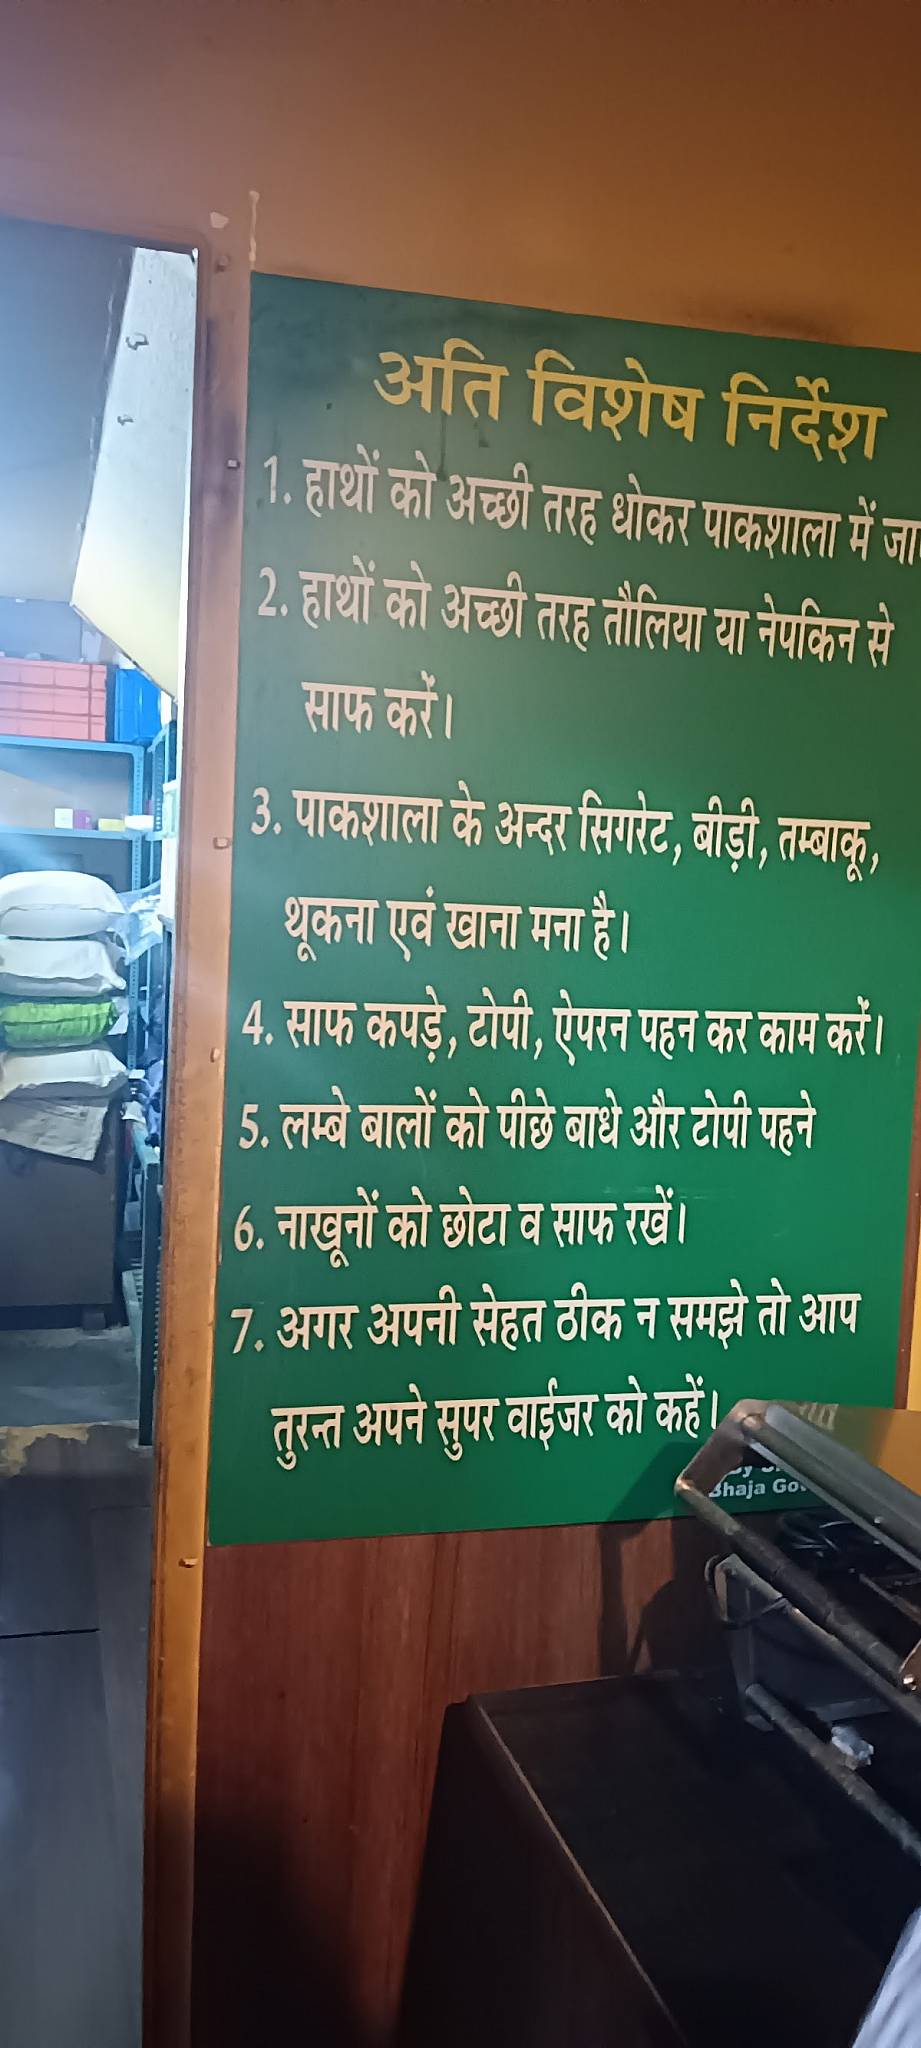 अति विशेष निर्देश
1. हाथों को अच्छी तरह धोकर पाकशाला में
2. हाथों को अच्छी तरह तौलिया या नेपकिन से
साफ करें।
3. पाकशाला के अन्दर सिगरेट, बीड़ी, तम्बाकू,
थूकना एवं खाना मना है।
4. साफ कपड़े, टोपी, ऐपरन पहन कर काम करें।
5. लम्बे बालों को पीछे बाधे और टोपी पहने
6. नाखूनों को छोटा व साफ रखें।
7. अगर अपनी सेहत ठीक न समझे तो आप
तुरन्त अपने सुपर वाईजर को कहें।
Bhaja